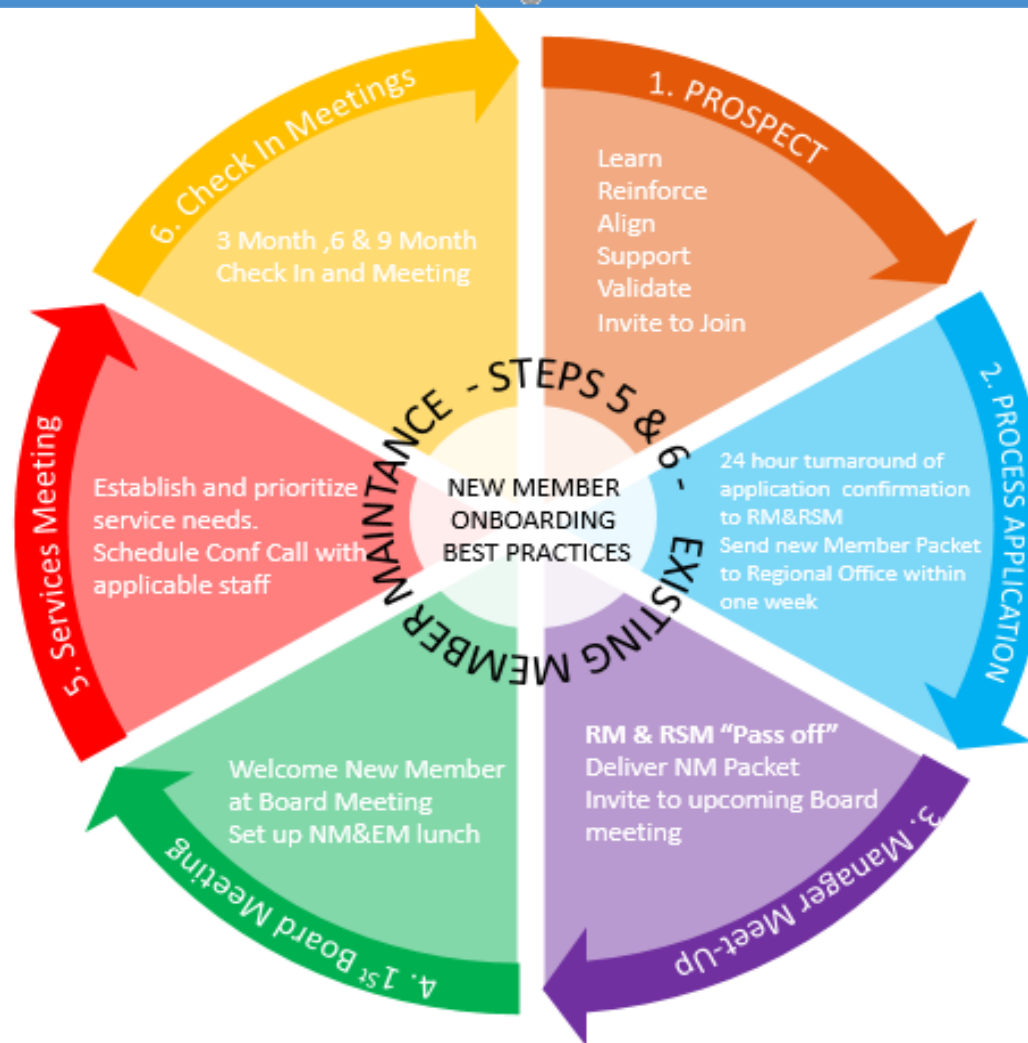 1. PROSPECT
Learn
Reinforce
Align
Support
Validate
Invite to Join
2. PROCESS APPLICATION
24 hour turnaround of
application confirmation
to RM&RSM
Send new Member Packet
to Regional Office within
one week
3. Manager Meet-Up
RM & RSM “Pass off”
Deliver NM Packet
Invite to upcoming Board
meeting
4. 1St Board Meeting
Welcome New Member
at Board Meeting
Set up NM&EM lunch
5. Services Meeting
Establish and prioritize
service needs.
Schedule Conf Call with
applicable staff
6. Check In Meetings
3 Month ,6 & 9 Month
Check In and Meeting
NEW MEMBER
ONBOARDING
BEST PRACTICES
EXISTING MEMBER MAINTANCE - STEPS 5 & 6 -